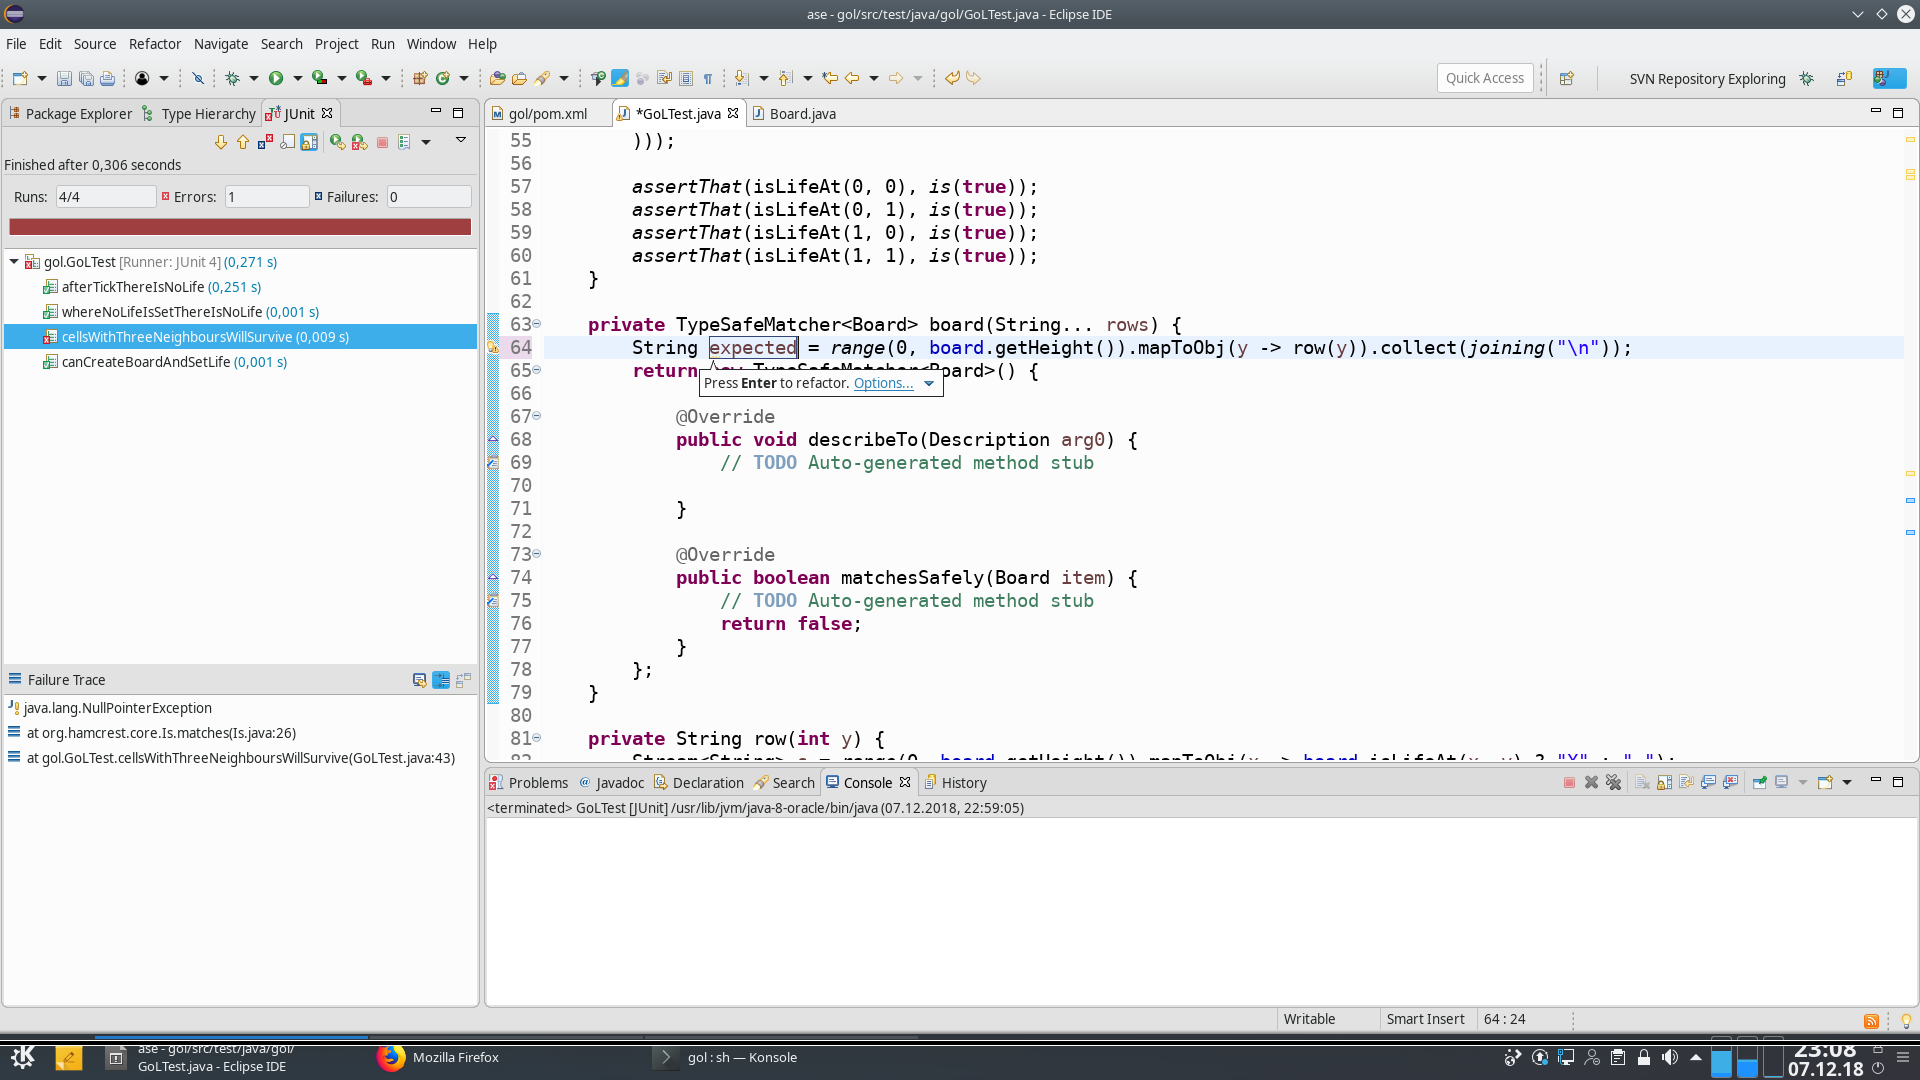 ase - gol/src/test/java/gol/GoLTest.java - Eclipse IDE
File Edit Source Refactor Navigate Search Project Run Window Help
Quick Access
SVN Repository Exploring
Package Explorer Type Hierarchy JUnit
Finished after 0,306 seconds
Runs: 4/4 Errors: 1 Failures: 0
gol.GoLTest [Runner: JUnit 4] (0,271 s)
afterTickThereIsNoLife (0,251 s)
whereNoLifeIsSetThereIsNoLife (0,001 s)
cellsWithThreeNeighboursWillSurvive (0,009 s)
canCreateBoardAndSetLife (0,001 s)
Failure Trace
java.lang.NullPointerException
at org.hamcrest.core.Is.matches(Is.java:26)
at gol.GoLTest.cellsWithThreeNeighboursWillSurvive(GoLTest.java:43)
gol/pom.xml *GoLTest.java Board.java
55 )));
56
57 assertThat(isLifeAt(0, 0), is(true));
58 assertThat(isLifeAt(0, 1), is(true));
59 assertThat(isLifeAt(1, 0), is(true));
60 assertThat(isLifeAt(1, 1), is(true));
61 }
62
63 private TypeSafeMatcher<Board> board(String... rows) {
64 String expected = range(0, board.getHeight()).mapToObj(y -> row(y)).collect(joining("\n"));
65 return new TypeSafeMatcher<Board>() {
Press Enter to refactor. Options...
66
67 @Override
68 public void describeTo(Description arg0) {
69 // TODO Auto-generated method stub
70
71 }
72
73 @Override
74 public boolean matchesSafely(Board item) {
75 // TODO Auto-generated method stub
76 return false;
77 }
78 };
79 }
80
81 private String row(int y) {
82 Stream<String> c = range(0, board.getHeight()).mapToObj(x -> board.isLifeAt(x, y) ? "X" : " ");
Problems Javadoc Declaration Search Console History
<terminated> GoLTest [JUnit] /usr/lib/jvm/java-8-oracle/bin/java (07.12.2018, 22:59:05)
Writable Smart Insert 64 : 24
ase - gol/src/test/java/gol/
GoLTest.java - Eclipse IDE
Mozilla Firefox
gol : sh — Konsole
23:08
07.12.18